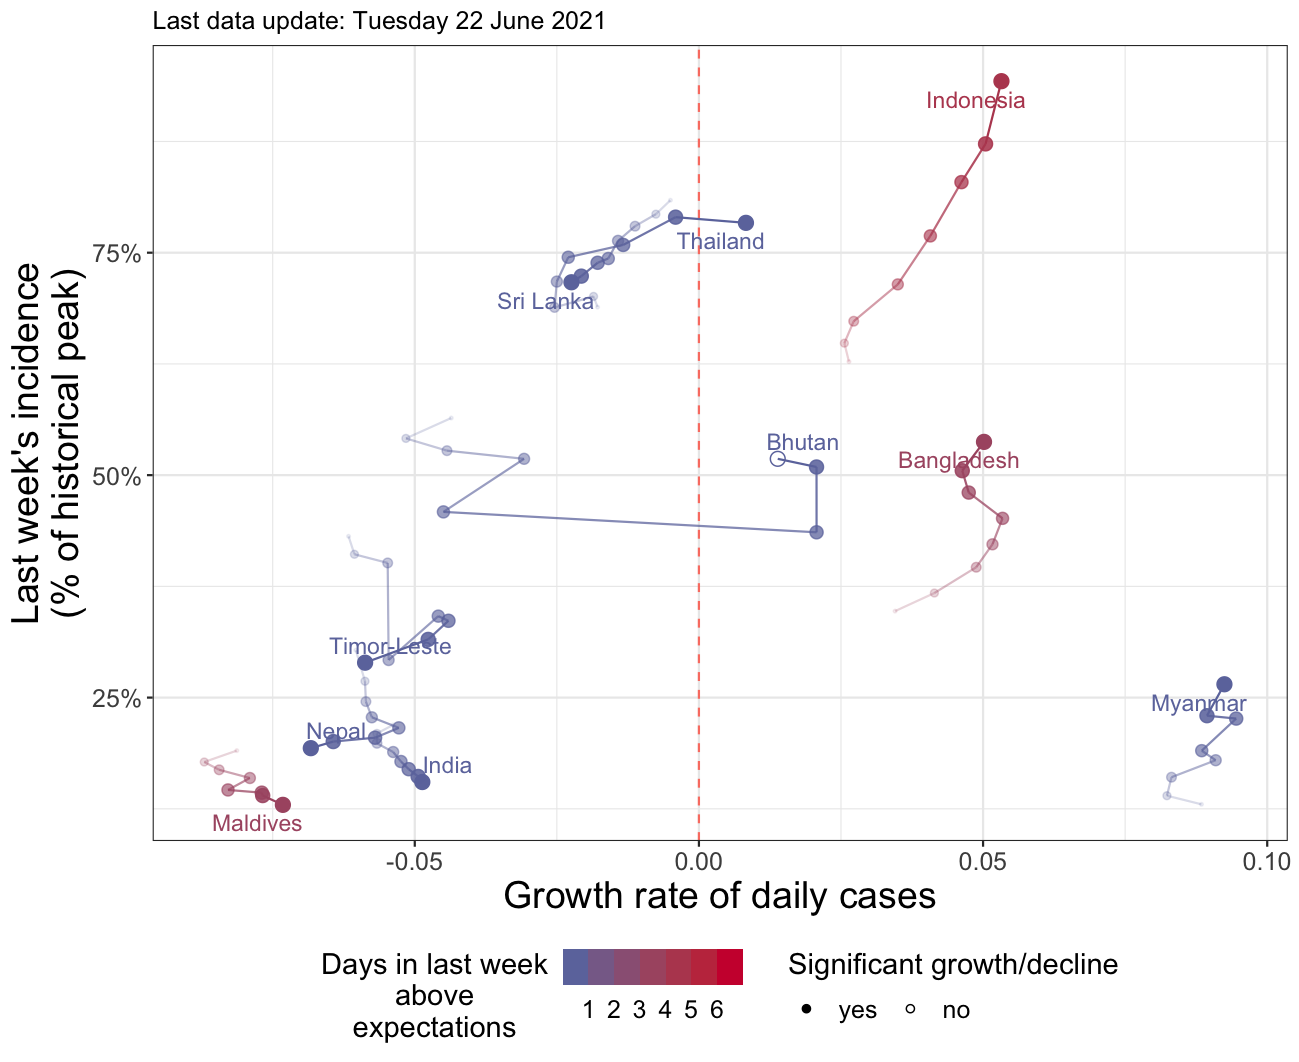 Last data update: Tuesday 22 June 2021
Indonesia
Thailand
75%
Sri Lanka
Last week's incidence
(% of historical peak)
Bhutan
Bangladesh
50%
Timor-Leste
25%
Myanmar
Nepal
India
Maldives
-0.05 0.00 0.05 0.10
Growth rate of daily cases
Days in last week
above
expectations
1 2 3 4 5 6
Significant growth/decline
yes no